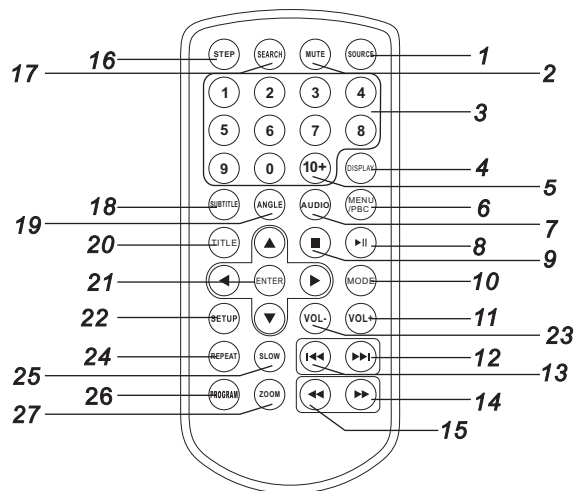 16 STEP SEARCH MUTE SOURCE 1
17 2
1 2 3 4
3
5 6 7 8
9 0 10+ DISPLAY 4
5
18 SUBTITLE ANGLE AUDIO MENU /PBC 6
19 7
20 TITLE 8
9
21 ENTER MODE 10
22 SETUP VOL- VOL+ 11
23
24 REPEAT SLOW 12
25 13
26 PROGRAM ZOOM 14
27 15